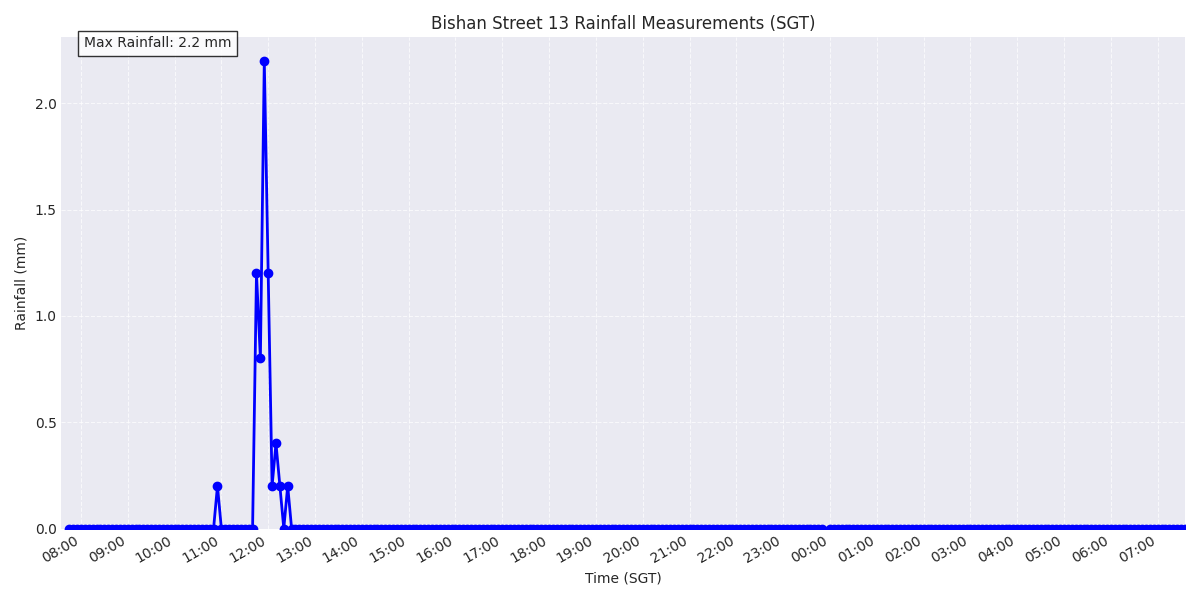 Bishan Street 13 Rainfall Measurements (SGT)
Max Rainfall: 2.2 mm
2.0
1.5
1.0
0.5
0.0
Rainfall (mm)
08:00 09:00 10:00 11:00 12:00 13:00 14:00 15:00 16:00 17:00 18:00 19:00 20:00 21:00 22:00 23:00 00:00 01:00 02:00 03:00 04:00 05:00 06:00 07:00
Time (SGT)